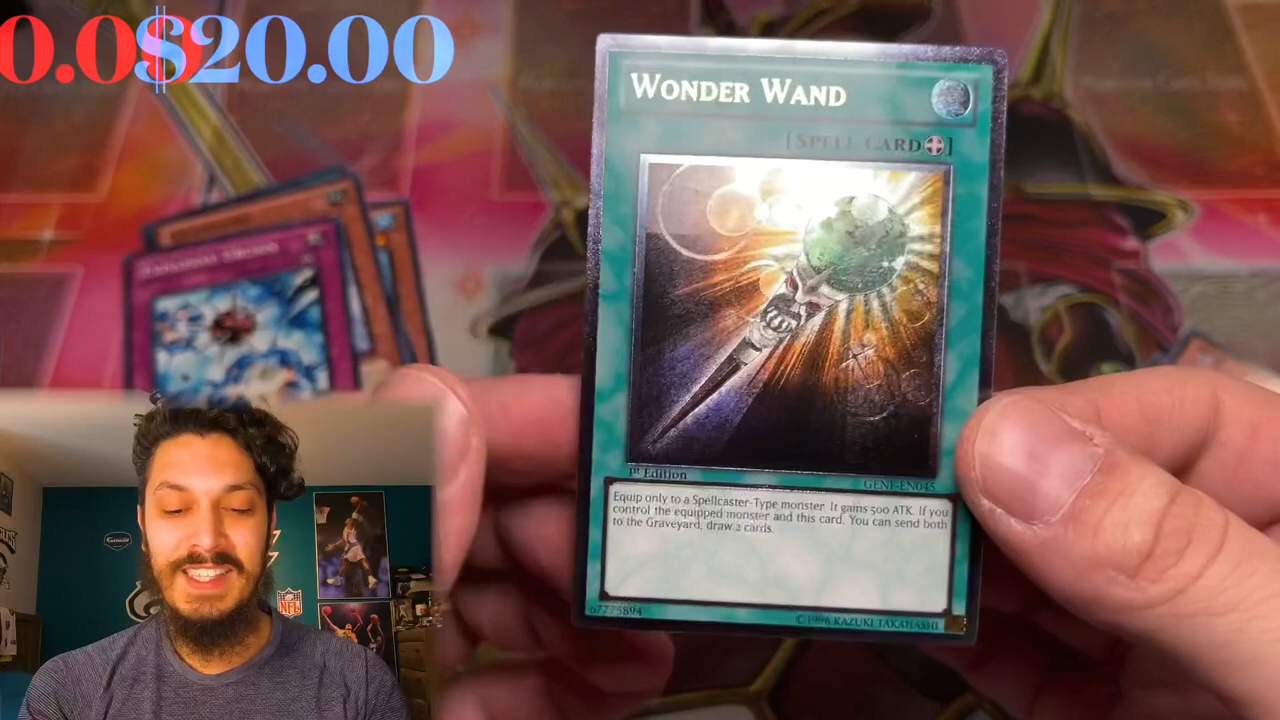 0.0
$20.00
WONDER WAND
[SPELL CARD]
1st Edition
GENF-EN045
Equip only to a Spellcaster-Type monster. It gains 500 ATK. If you
control the equipped monster and this card. You can send both
to the Graveyard, draw 2 cards.
67775894
©1996 KAZUKI TAKAHASHI
NFL